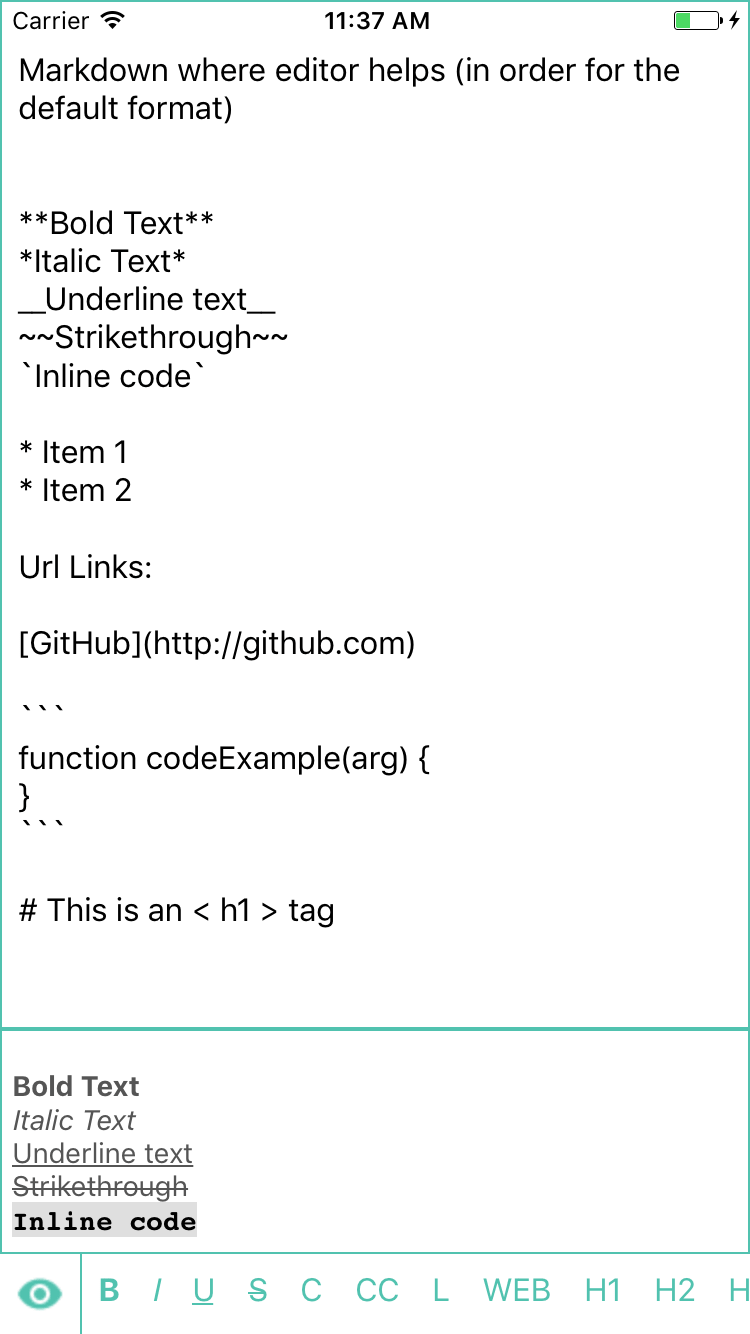 Carrier 11:37 AM
Markdown where editor helps (in order for the
default format)
**Bold Text**
*Italic Text*
__Underline text__
~~Strikethrough~~
`Inline code`
* Item 1
* Item 2
Url Links:
[GitHub](http://github.com)
```
function codeExample(arg) {
}
```
# This is an < h1 > tag
Bold Text
Italic Text
Underline text
Strikethrough
Inline code
B I U S C CC L WEB H1 H2 H